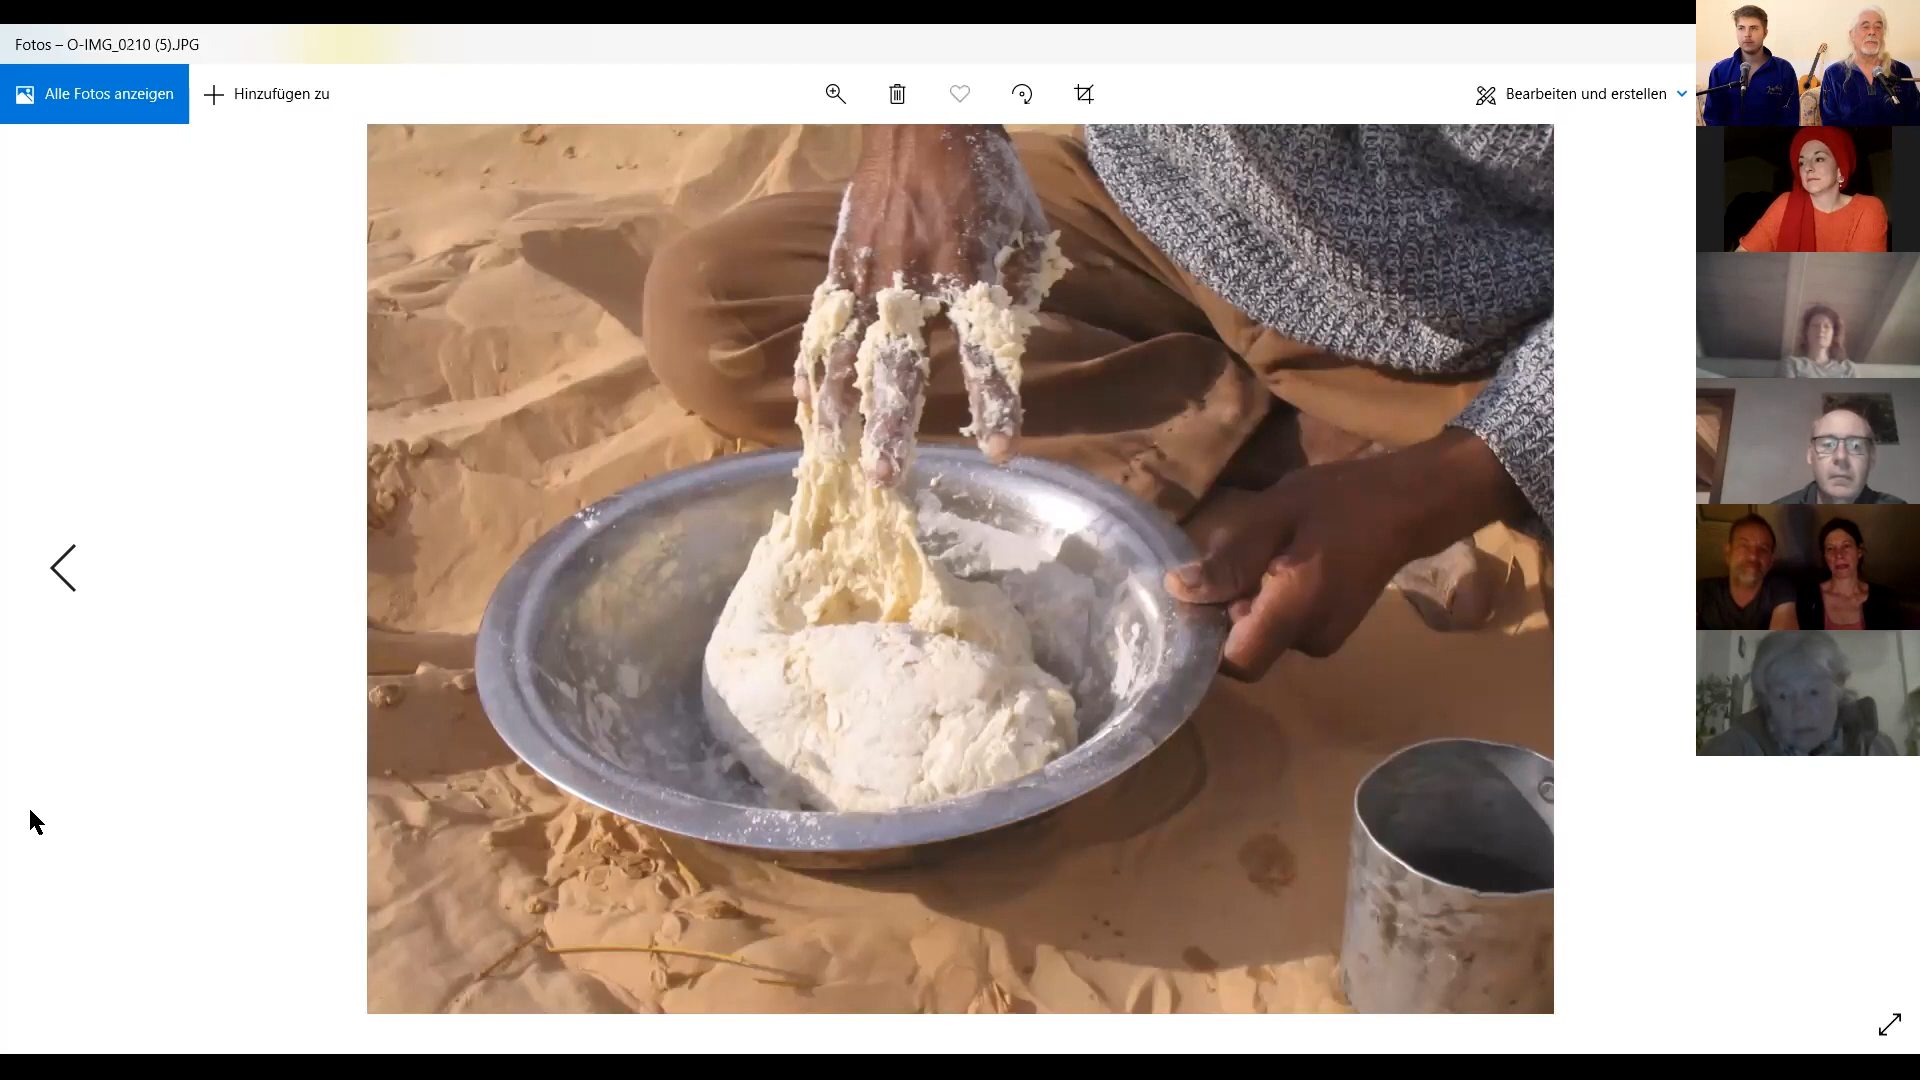 Fotos – O-IMG_0210 (5).JPG
Alle Fotos anzeigen
Hinzufügen zu
Bearbeiten und erstellen